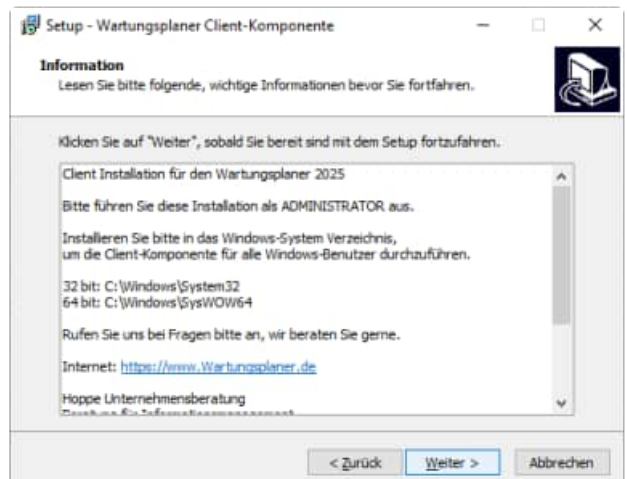 Setup - Wartungsplaner Client-Komponente
Information
Lesen Sie bitte folgende, wichtige Informationen bevor Sie fortfahren.
Klicken Sie auf "Weiter", sobald Sie bereit sind mit dem Setup fortzufahren.
Client Installation für den Wartungsplaner 2025
Bitte führen Sie diese Installation als ADMINISTRATOR aus.
Installieren Sie bitte in das Windows-System Verzeichnis,
um die Client-Komponente für alle Windows-Benutzer durchzuführen.
32 bit: C:\Windows\System32
64 bit: C:\Windows\SysWOW64
Rufen Sie uns bei Fragen bitte an, wir beraten Sie gerne.
Internet: https://www.Wartungsplaner.de
Hoppe Unternehmensberatung
Beratung für Informationsmanagement
< Zurück Weiter > Abbrechen